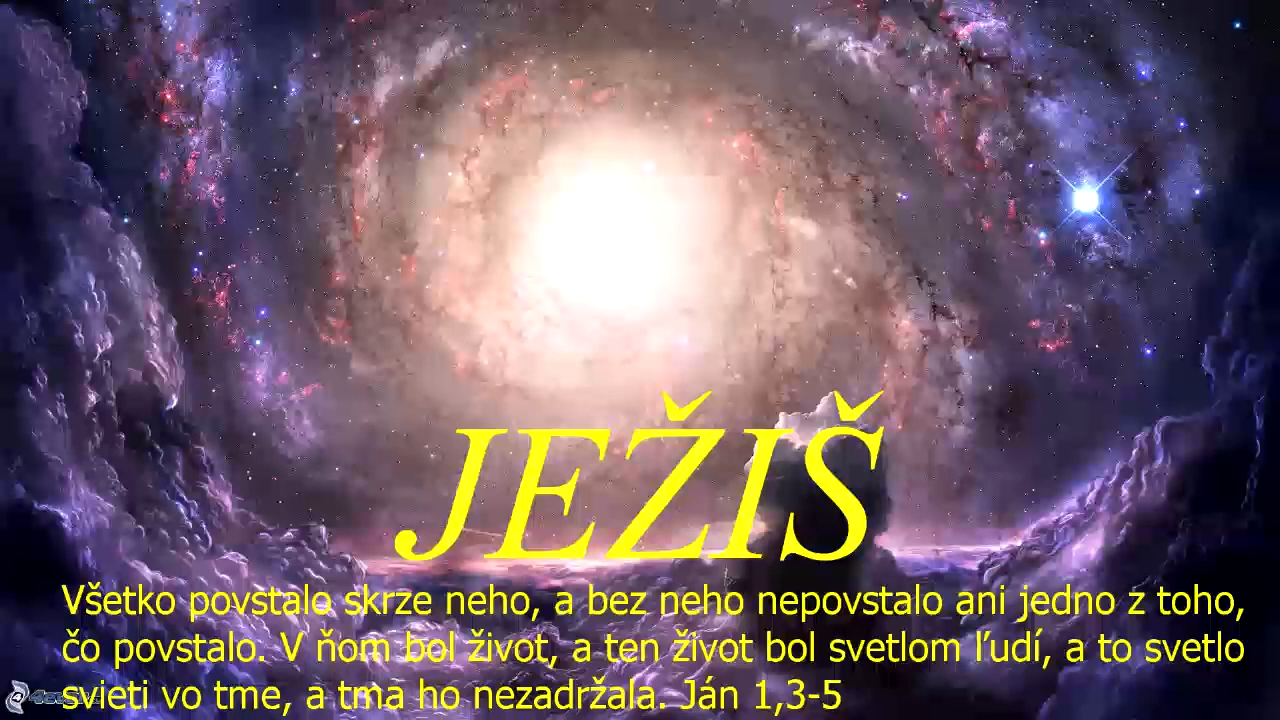 JEŽIŠ
Všetko povstalo skrze neho, a bez neho nepovstalo ani jedno z toho,
čo povstalo. V ňom bol život, a ten život bol svetlom ľudí, a to svetlo
svieti vo tme, a tma ho nezadržala. Ján 1,3-5